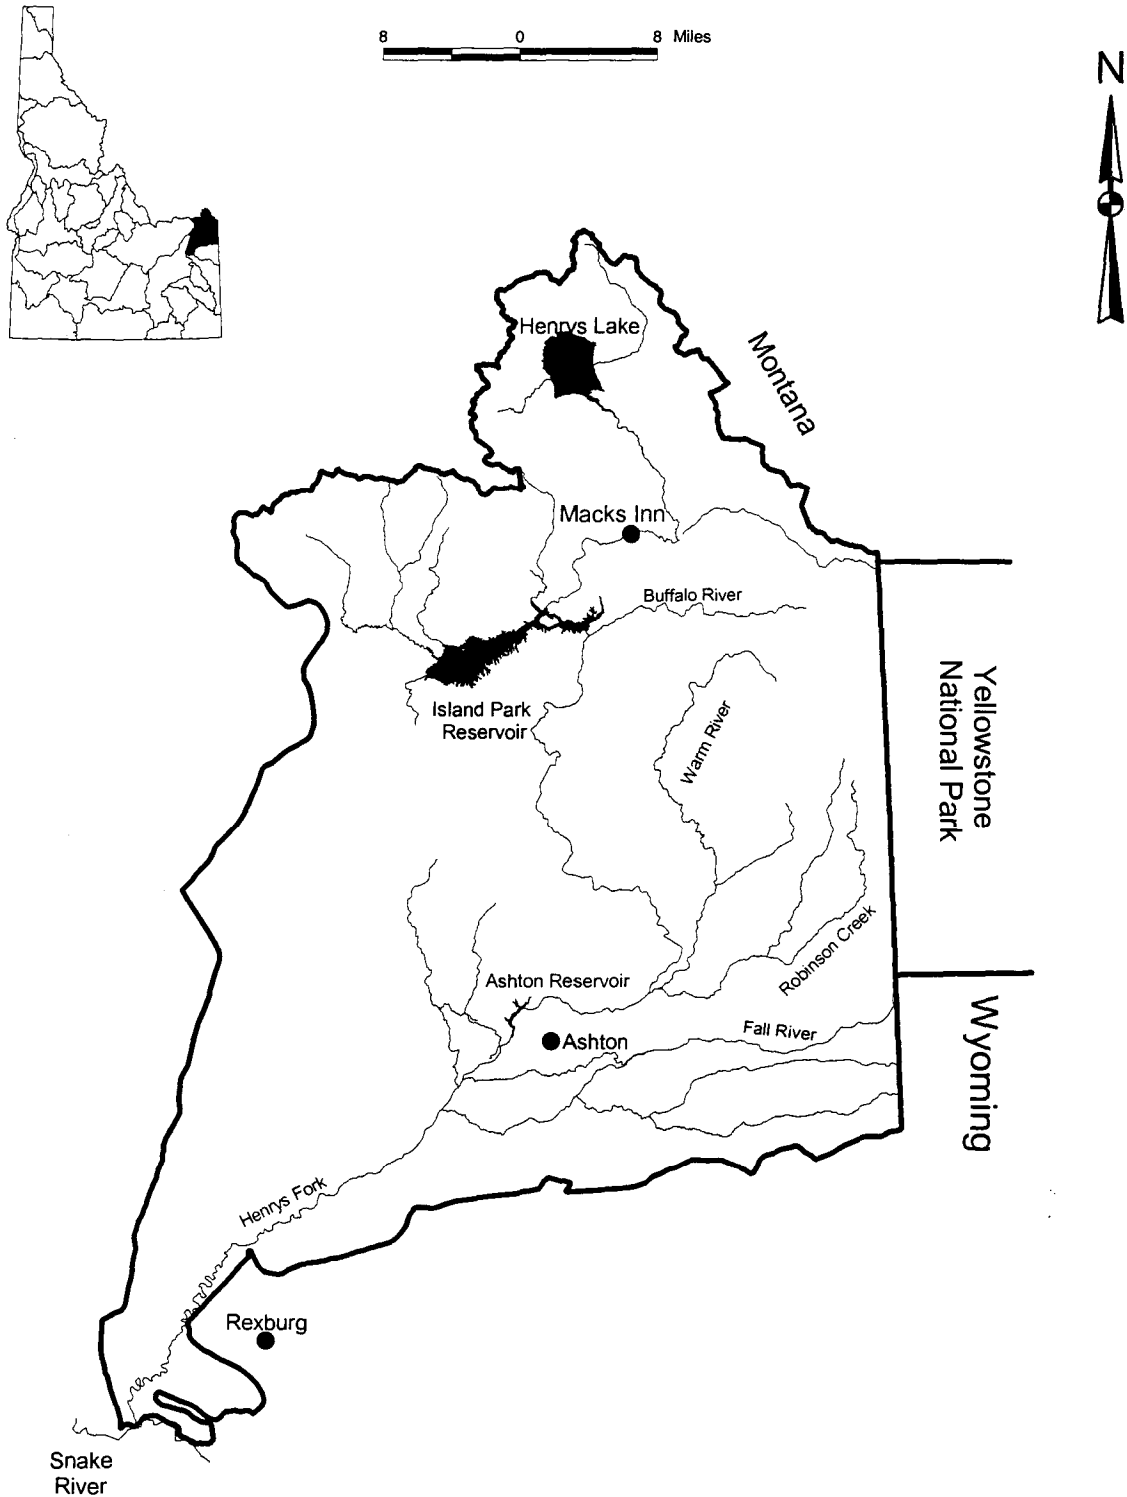 8 0 8 Miles
N
Henrys Lake
Montana
Macks Inn
Buffalo River
Yellowstone
National Park
Island Park
Reservoir
Warm River
Robinson Creek
Ashton Reservoir
Wyoming
Fall River
Ashton
Henrys Fork
Rexburg
Snake
River